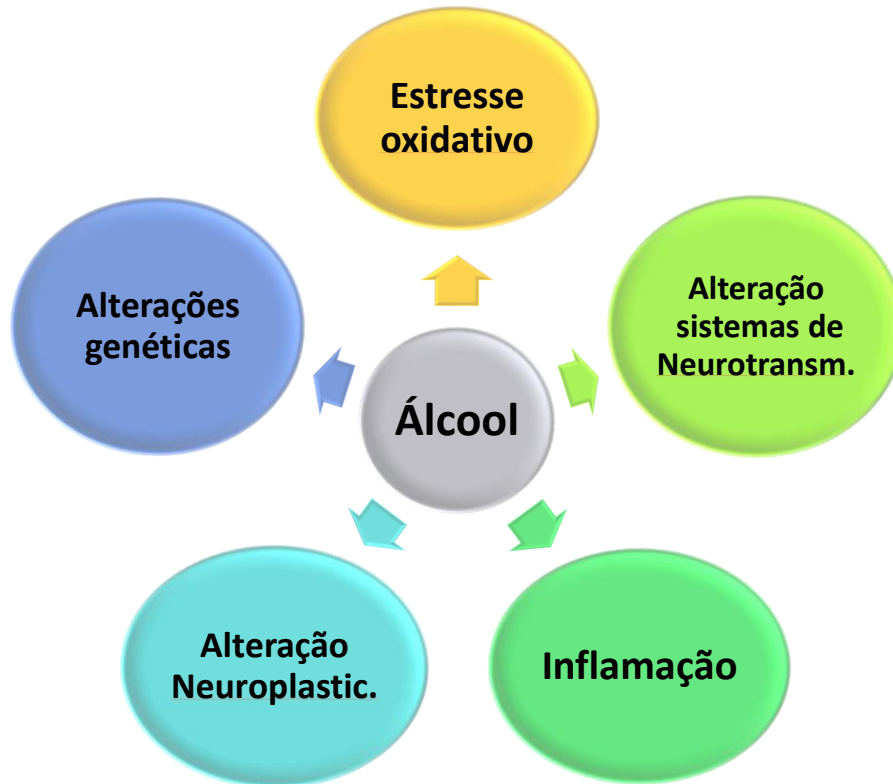 Estresse
oxidativo
Alterações
genéticas
Alteração
sistemas de
Neurotransm.
Álcool
Alteração
Neuroplastic.
Inflamação